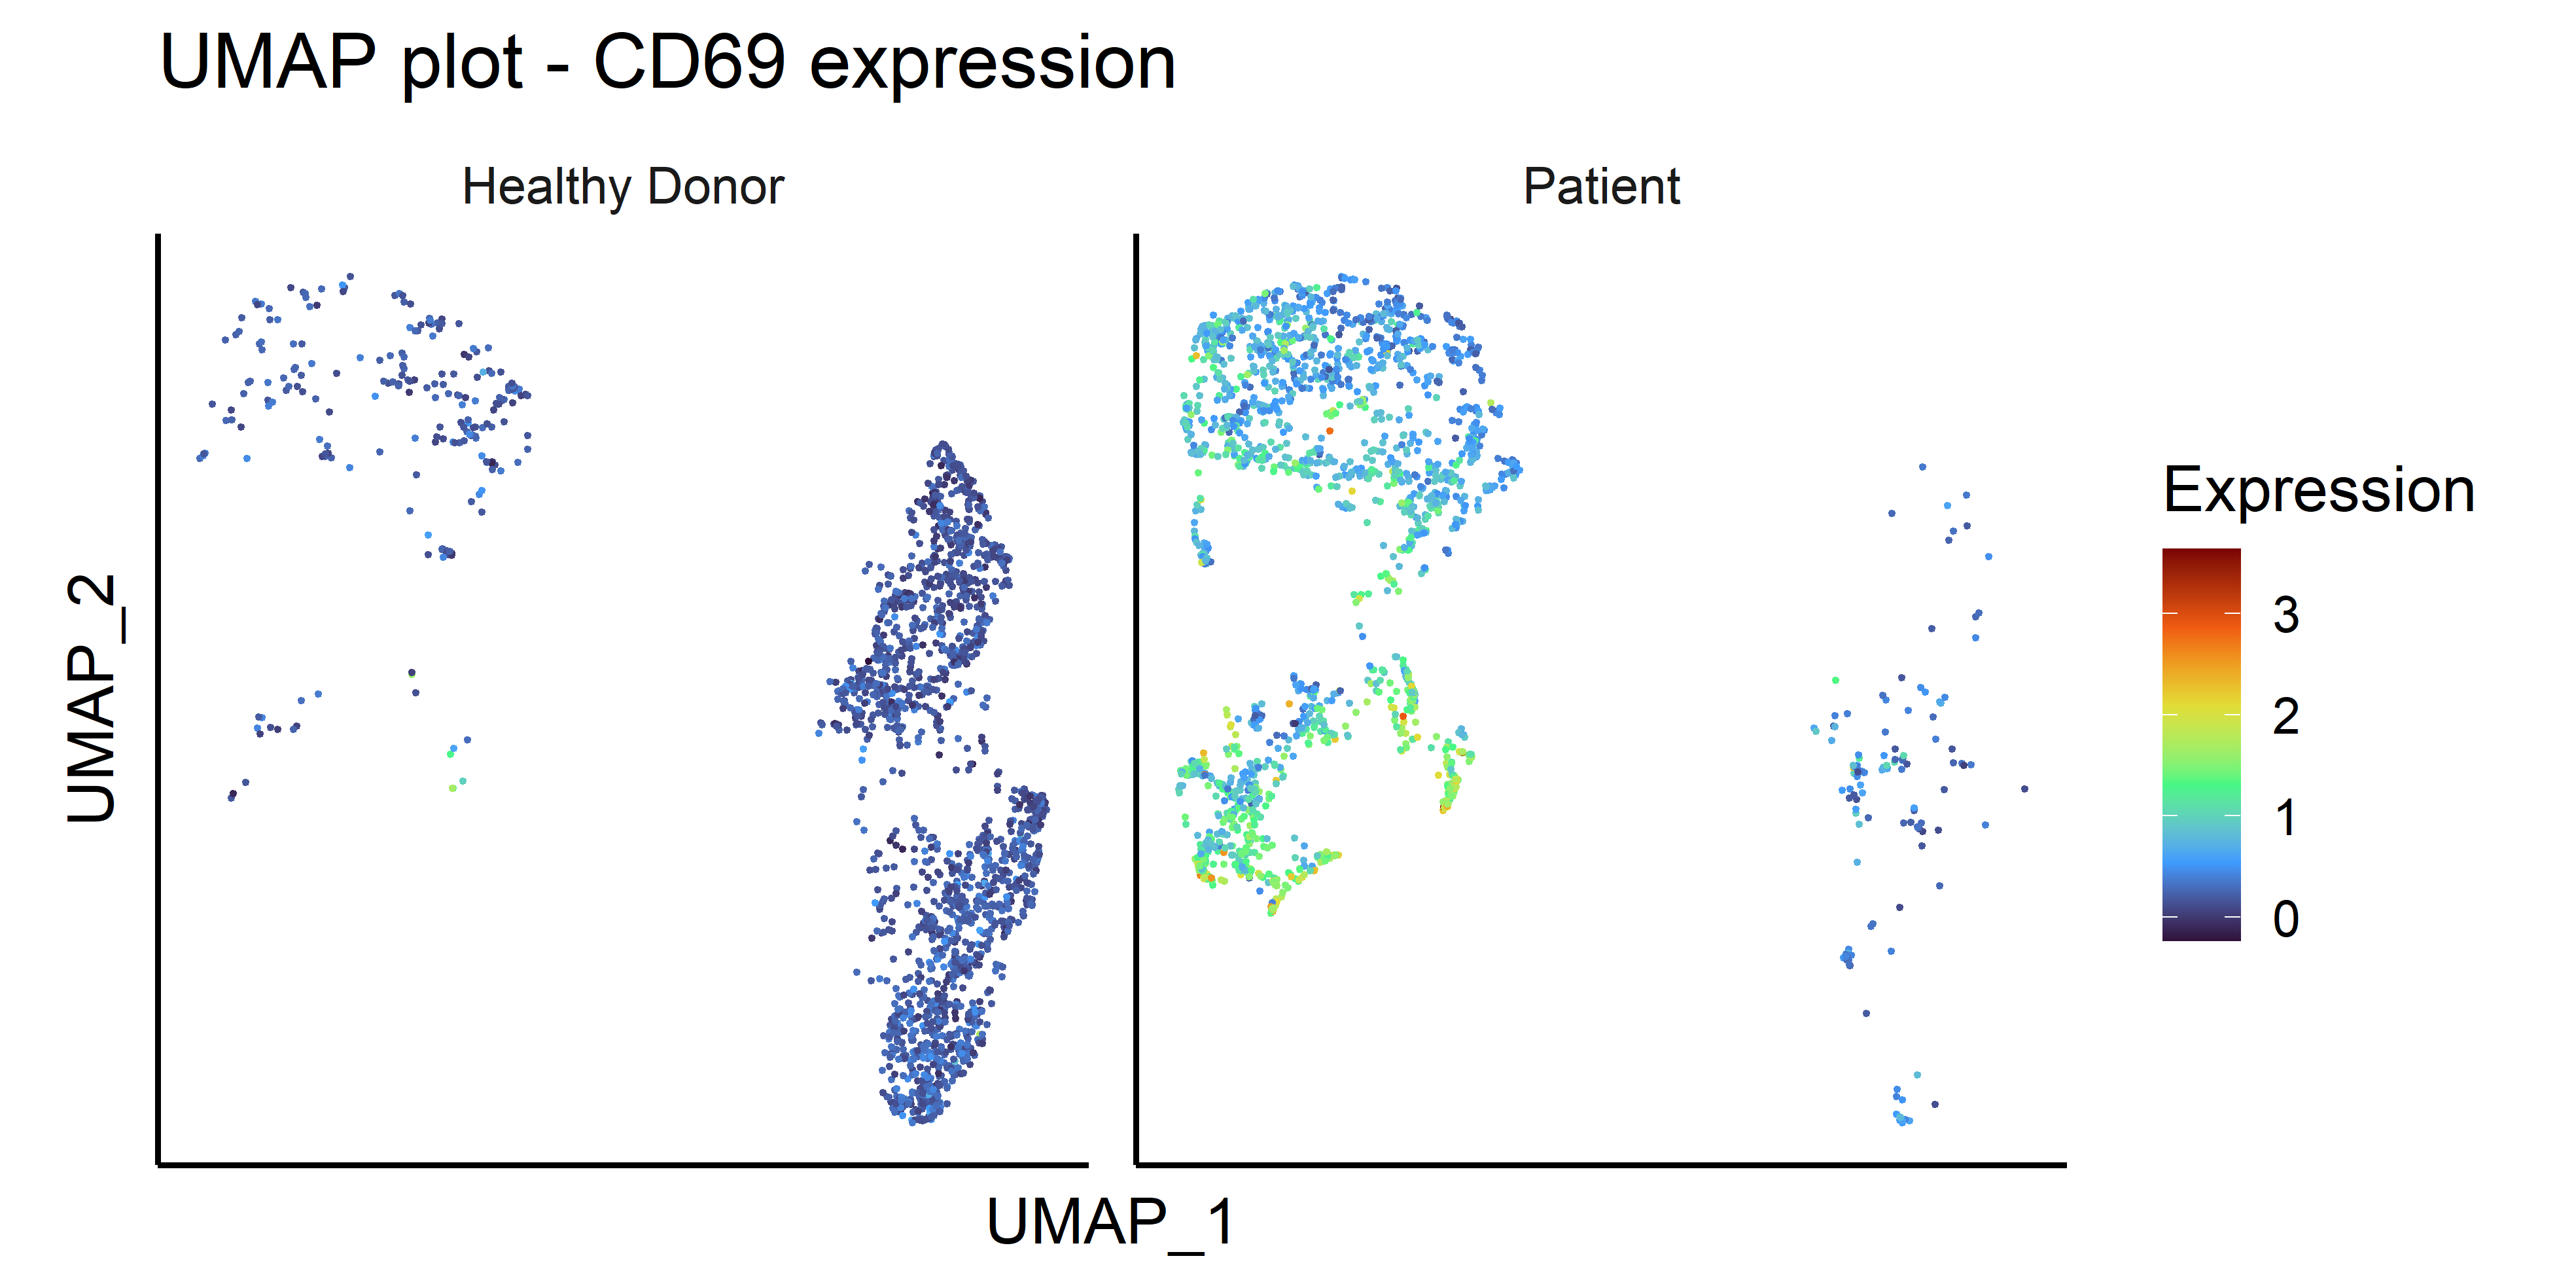 UMAP plot - CD69 expression
Healthy Donor
Patient
UMAP_2
UMAP_1
Expression
3
2
1
0